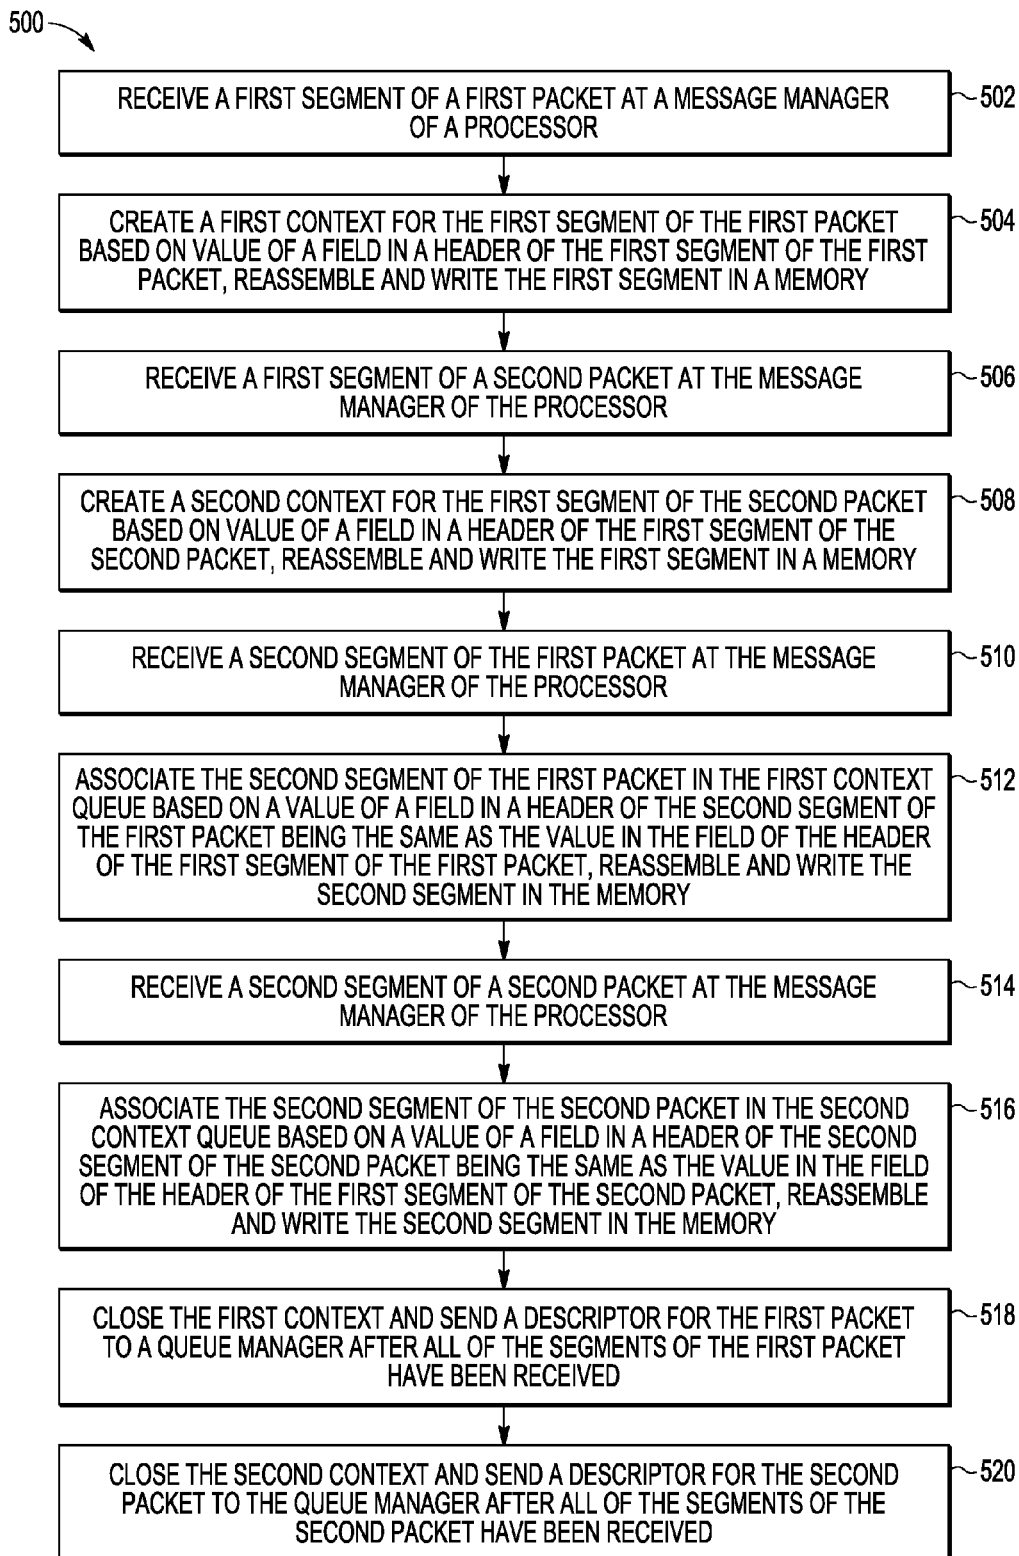 500
RECEIVE A FIRST SEGMENT OF A FIRST PACKET AT A MESSAGE MANAGER
OF A PROCESSOR
502
CREATE A FIRST CONTEXT FOR THE FIRST SEGMENT OF THE FIRST PACKET
BASED ON VALUE OF A FIELD IN A HEADER OF THE FIRST SEGMENT OF THE FIRST
PACKET, REASSEMBLE AND WRITE THE FIRST SEGMENT IN A MEMORY
504
RECEIVE A FIRST SEGMENT OF A SECOND PACKET AT THE MESSAGE
MANAGER OF THE PROCESSOR
506
CREATE A SECOND CONTEXT FOR THE FIRST SEGMENT OF THE SECOND PACKET
BASED ON VALUE OF A FIELD IN A HEADER OF THE FIRST SEGMENT OF THE
SECOND PACKET, REASSEMBLE AND WRITE THE FIRST SEGMENT IN A MEMORY
508
RECEIVE A SECOND SEGMENT OF THE FIRST PACKET AT THE MESSAGE
MANAGER OF THE PROCESSOR
510
ASSOCIATE THE SECOND SEGMENT OF THE FIRST PACKET IN THE FIRST CONTEXT
QUEUE BASED ON A VALUE OF A FIELD IN A HEADER OF THE SECOND SEGMENT OF
THE FIRST PACKET BEING THE SAME AS THE VALUE IN THE FIELD OF THE HEADER
OF THE FIRST SEGMENT OF THE FIRST PACKET, REASSEMBLE AND WRITE THE
SECOND SEGMENT IN THE MEMORY
512
RECEIVE A SECOND SEGMENT OF A SECOND PACKET AT THE MESSAGE
MANAGER OF THE PROCESSOR
514
ASSOCIATE THE SECOND SEGMENT OF THE SECOND PACKET IN THE SECOND
CONTEXT QUEUE BASED ON A VALUE OF A FIELD IN A HEADER OF THE SECOND
SEGMENT OF THE SECOND PACKET BEING THE SAME AS THE VALUE IN THE FIELD
OF THE HEADER OF THE FIRST SEGMENT OF THE SECOND PACKET, REASSEMBLE
AND WRITE THE SECOND SEGMENT IN THE MEMORY
516
CLOSE THE FIRST CONTEXT AND SEND A DESCRIPTOR FOR THE FIRST PACKET
TO A QUEUE MANAGER AFTER ALL OF THE SEGMENTS OF THE FIRST PACKET
HAVE BEEN RECEIVED
518
CLOSE THE SECOND CONTEXT AND SEND A DESCRIPTOR FOR THE SECOND
PACKET TO THE QUEUE MANAGER AFTER ALL OF THE SEGMENTS OF THE
SECOND PACKET HAVE BEEN RECEIVED
520